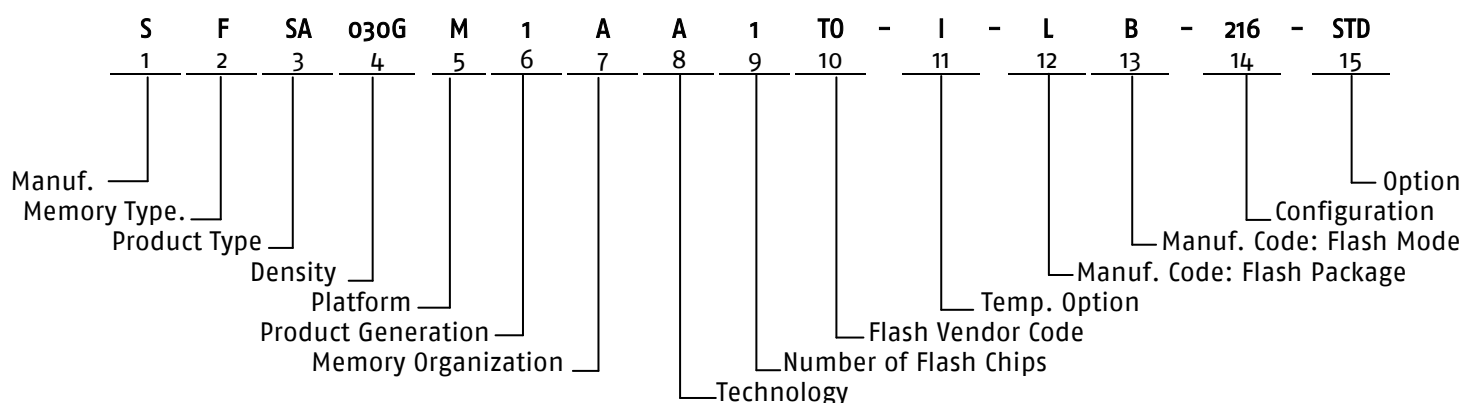 S F SA 030G M 1 A A 1 TO - I - L B - 216 - STD
1 2 3 4 5 6 7 8 9 10 11 12 13 14 15
Manuf. Option
Memory Type. Configuration
Product Type Manuf. Code: Flash Mode
Density Manuf. Code: Flash Package
Platform Temp. Option
Product Generation Flash Vendor Code
Memory Organization Number of Flash Chips
Technology